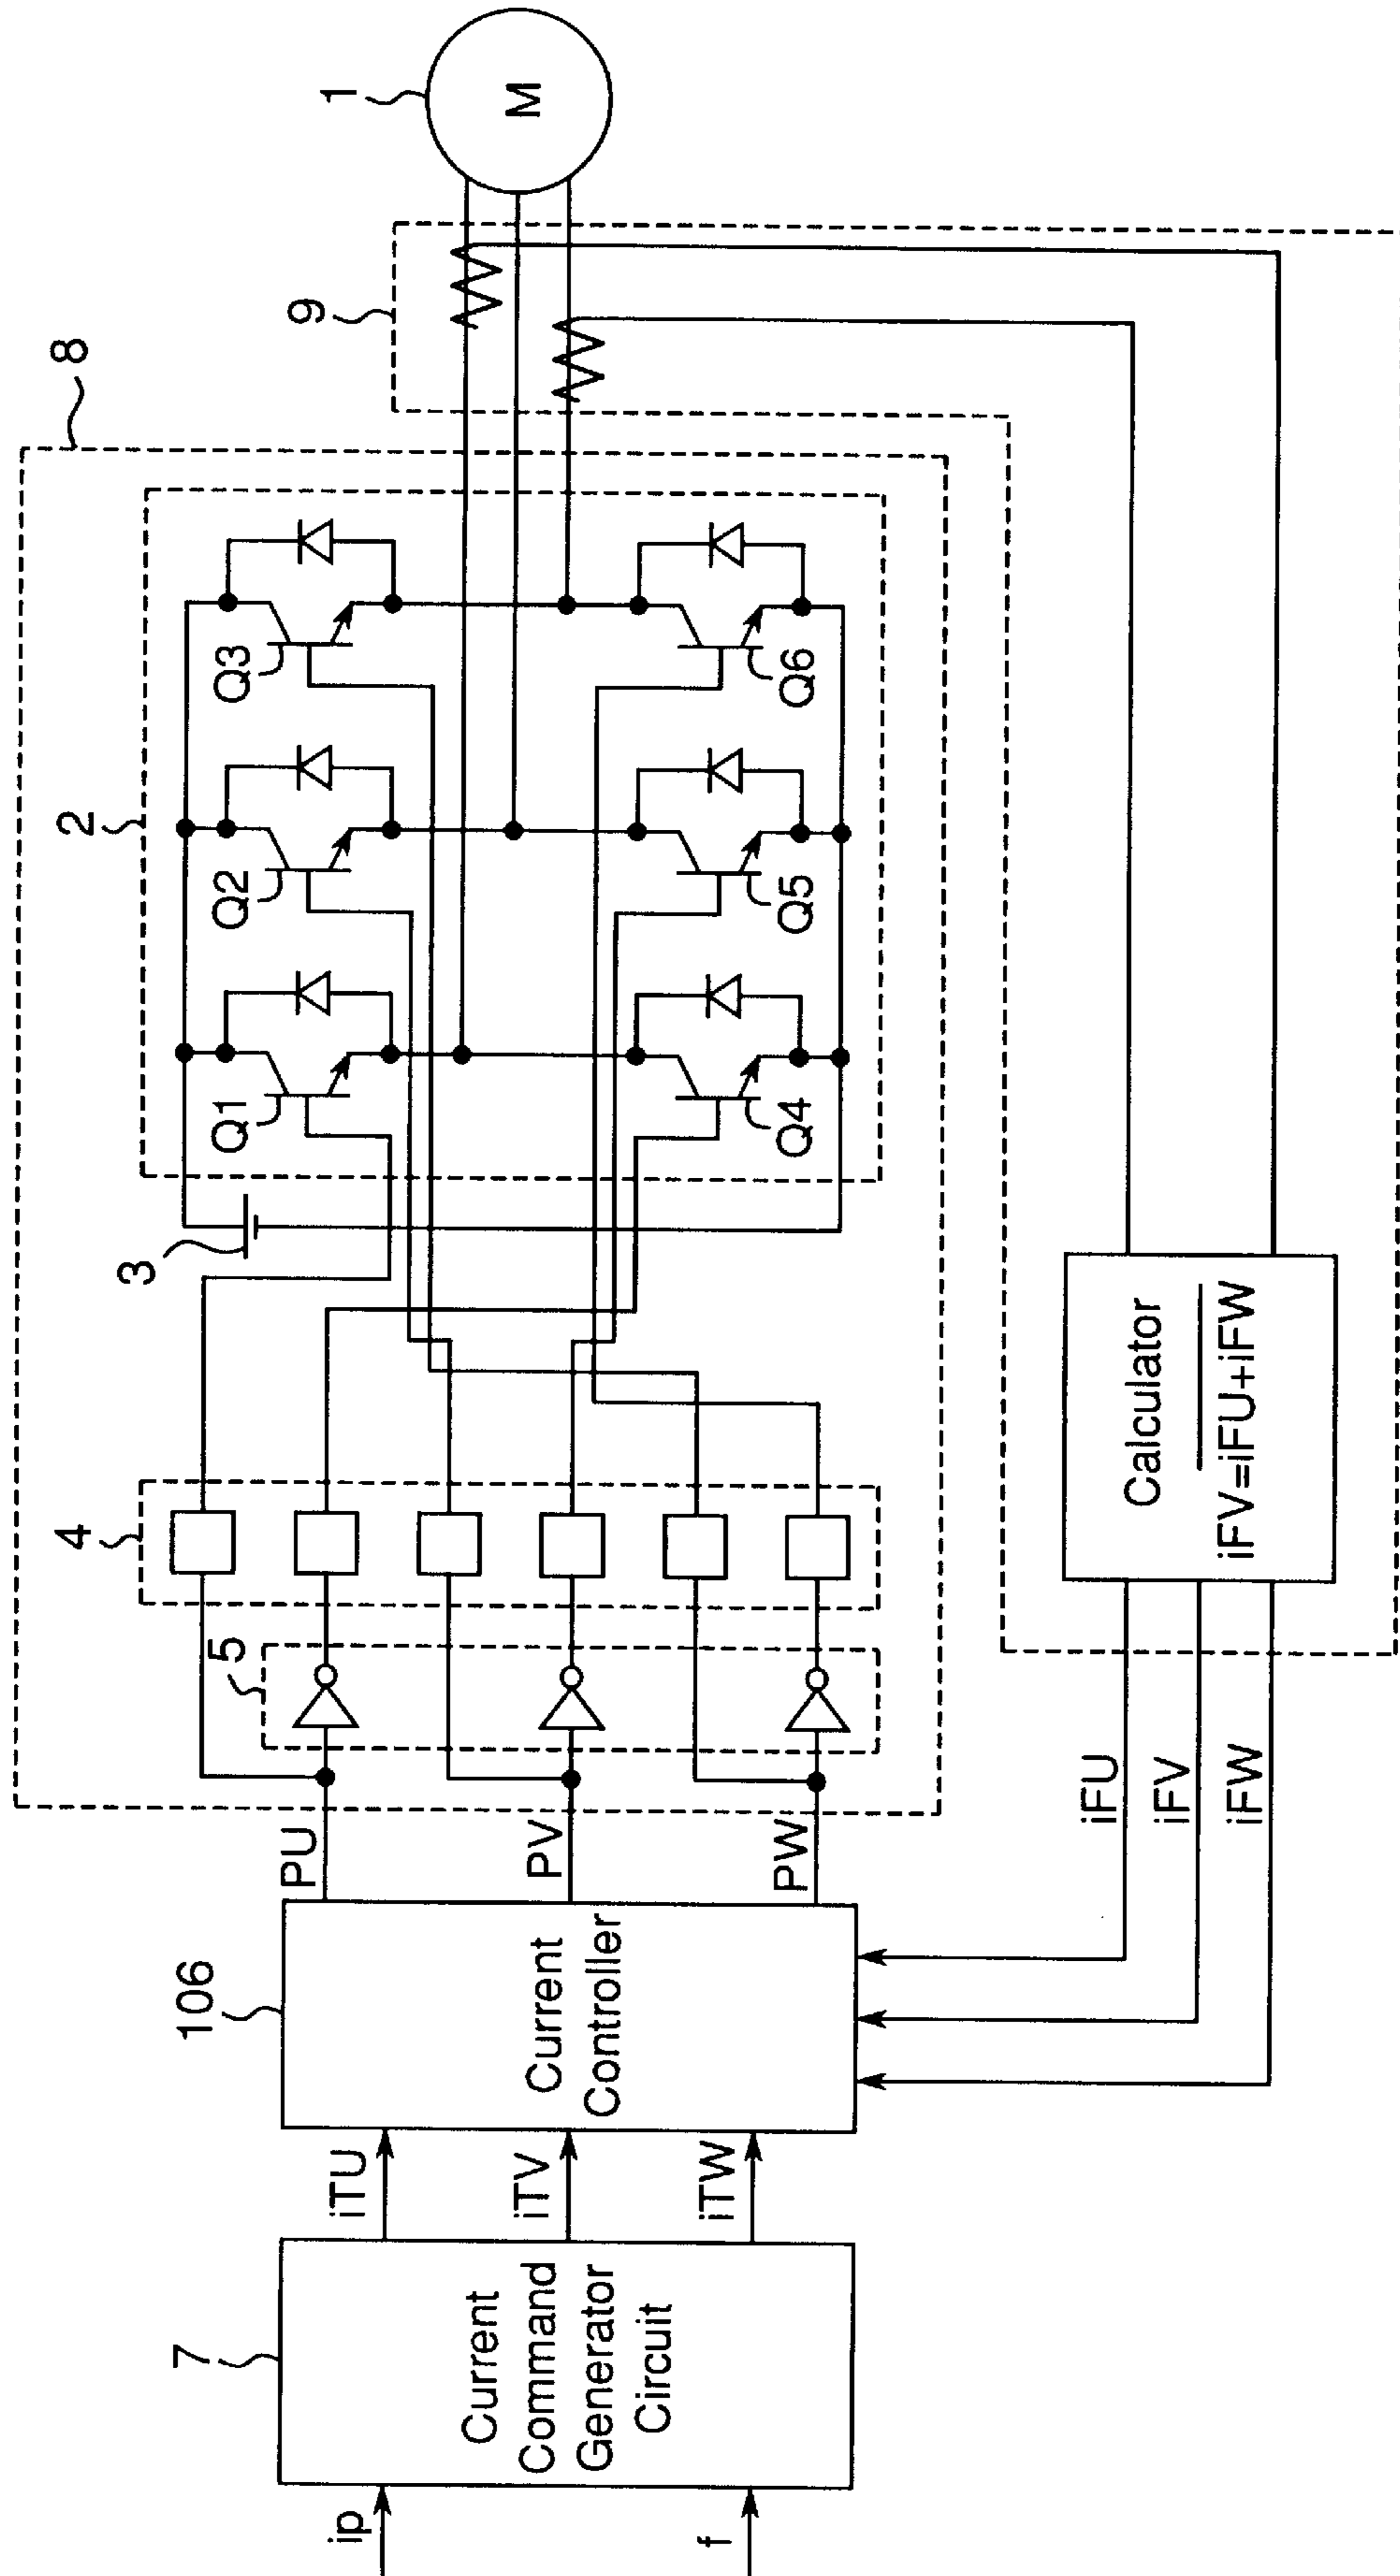 8
2
9
1
3
4
5
106
7
M
Q1
Q2
Q3
Q4
Q5
Q6
ip
f
Current
Command
Generator
Circuit
iTU
iTV
iTW
Current
Controller
PU
PV
PW
iFU
iFV
iFW
Calculator
iFV=iFU+iFW